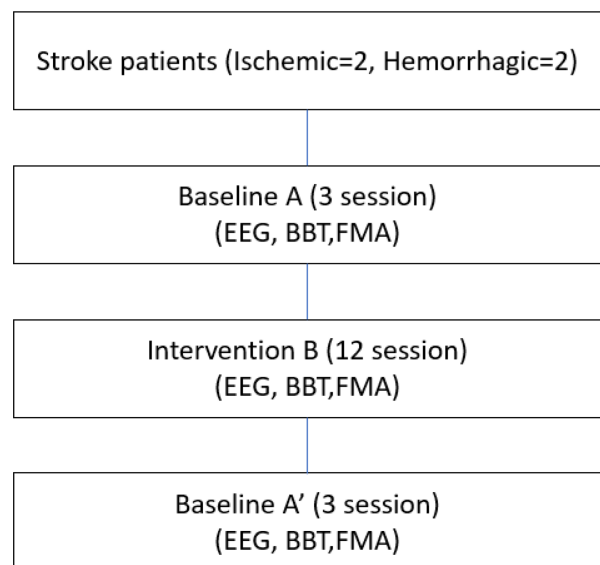 Stroke patients (Ischemic=2, Hemorrhagic=2)
Baseline A (3 session)
(EEG, BBT,FMA)
Intervention B (12 session)
(EEG, BBT,FMA)
Baseline A’ (3 session)
(EEG, BBT,FMA)